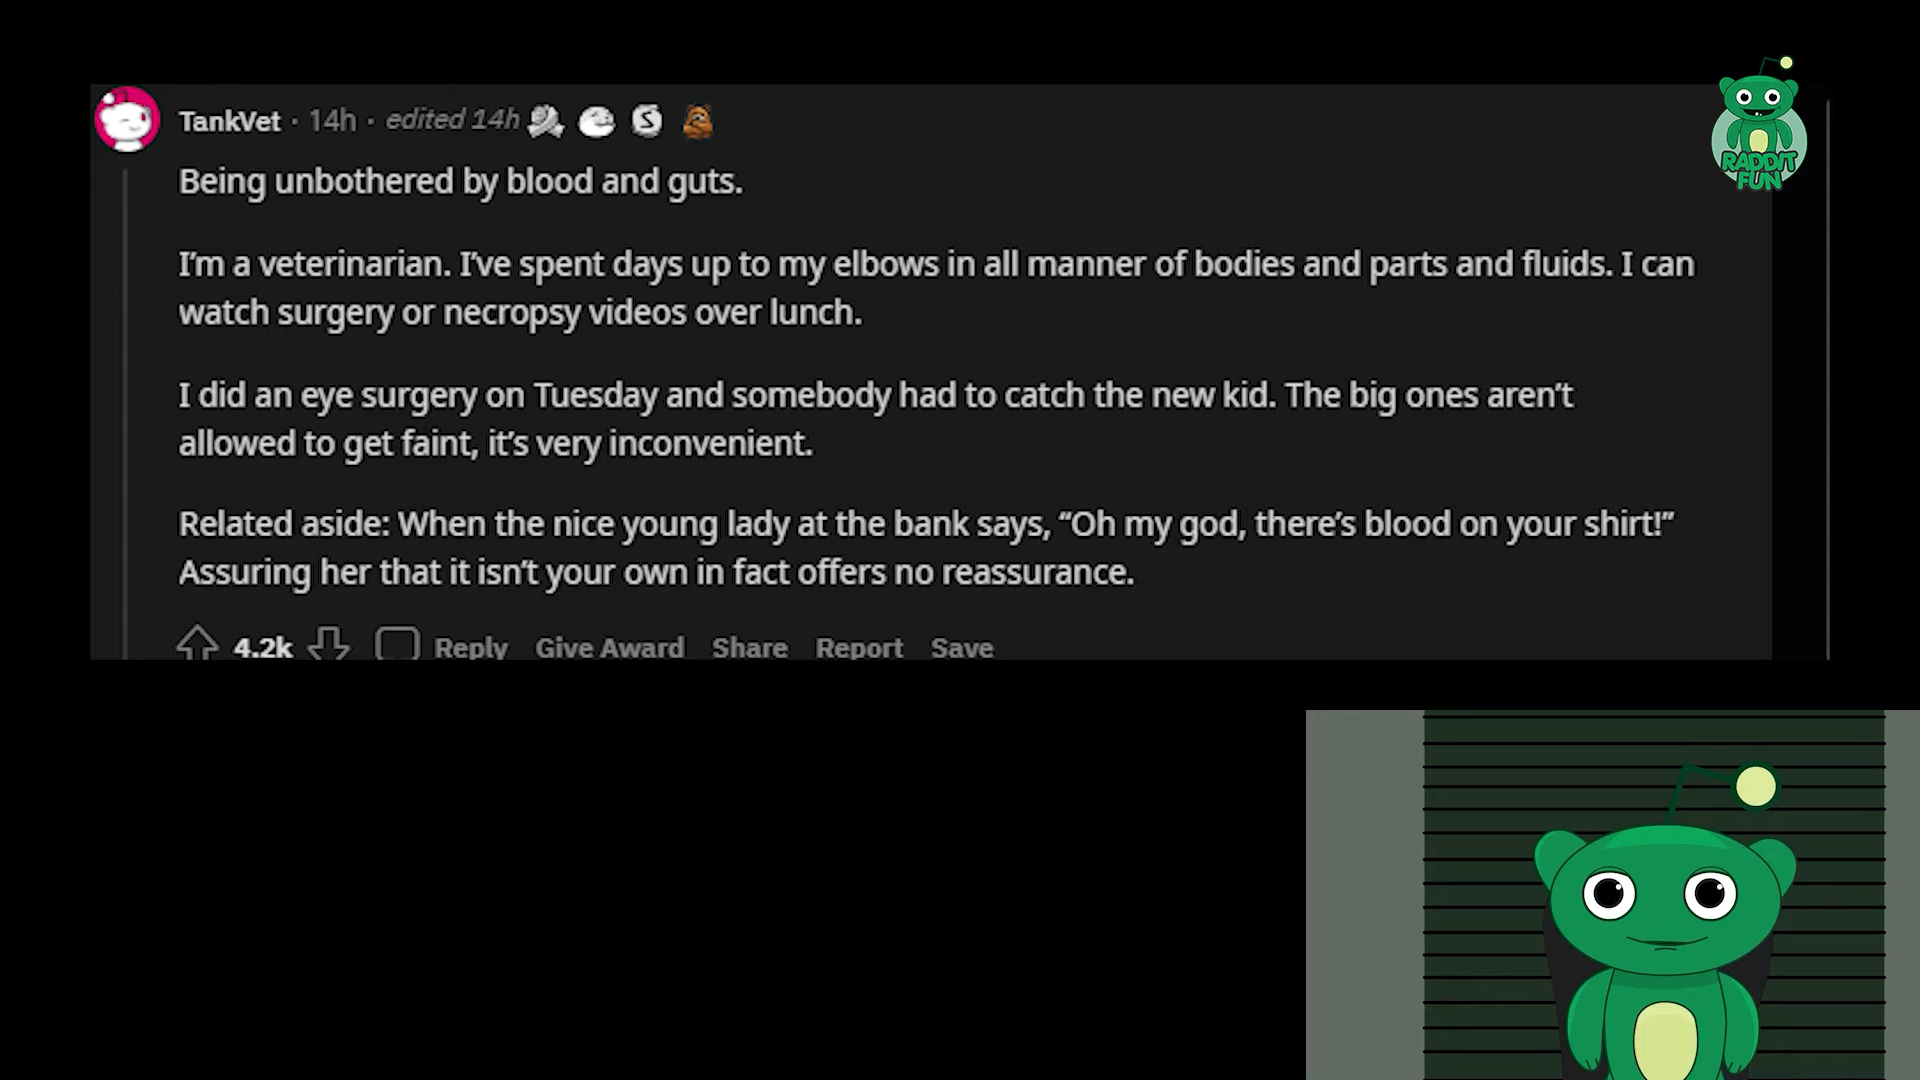 TankVet · 14h · edited 14h
Being unbothered by blood and guts.
I'm a veterinarian. I've spent days up to my elbows in all manner of bodies and parts and fluids. I can
watch surgery or necropsy videos over lunch.
I did an eye surgery on Tuesday and somebody had to catch the new kid. The big ones aren't
allowed to get faint, it's very inconvenient.
Related aside: When the nice young lady at the bank says, “Oh my god, there's blood on your shirt!”
Assuring her that it isn't your own in fact offers no reassurance.
4.2k Reply Give Award Share Report Save
RADDIT
FUN